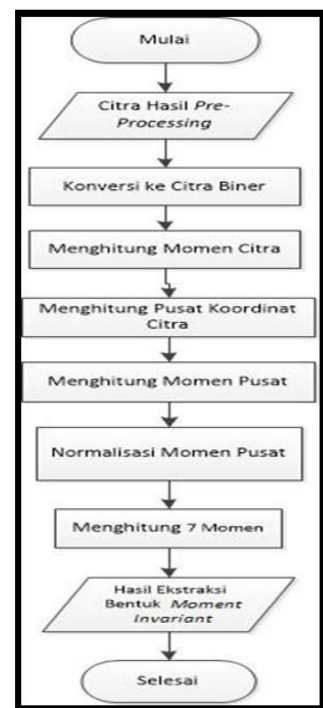 Mulai
Citra Hasil Pre-
Processing
Konversi ke Citra Biner
Menghitung Momen Citra
Menghitung Pusat Koordinat
Citra
Menghitung Momen Pusat
Normalisasi Momen Pusat
Menghitung 7 Momen
Hasil Ekstraksi
Bentuk Moment
Invariant
Selesai